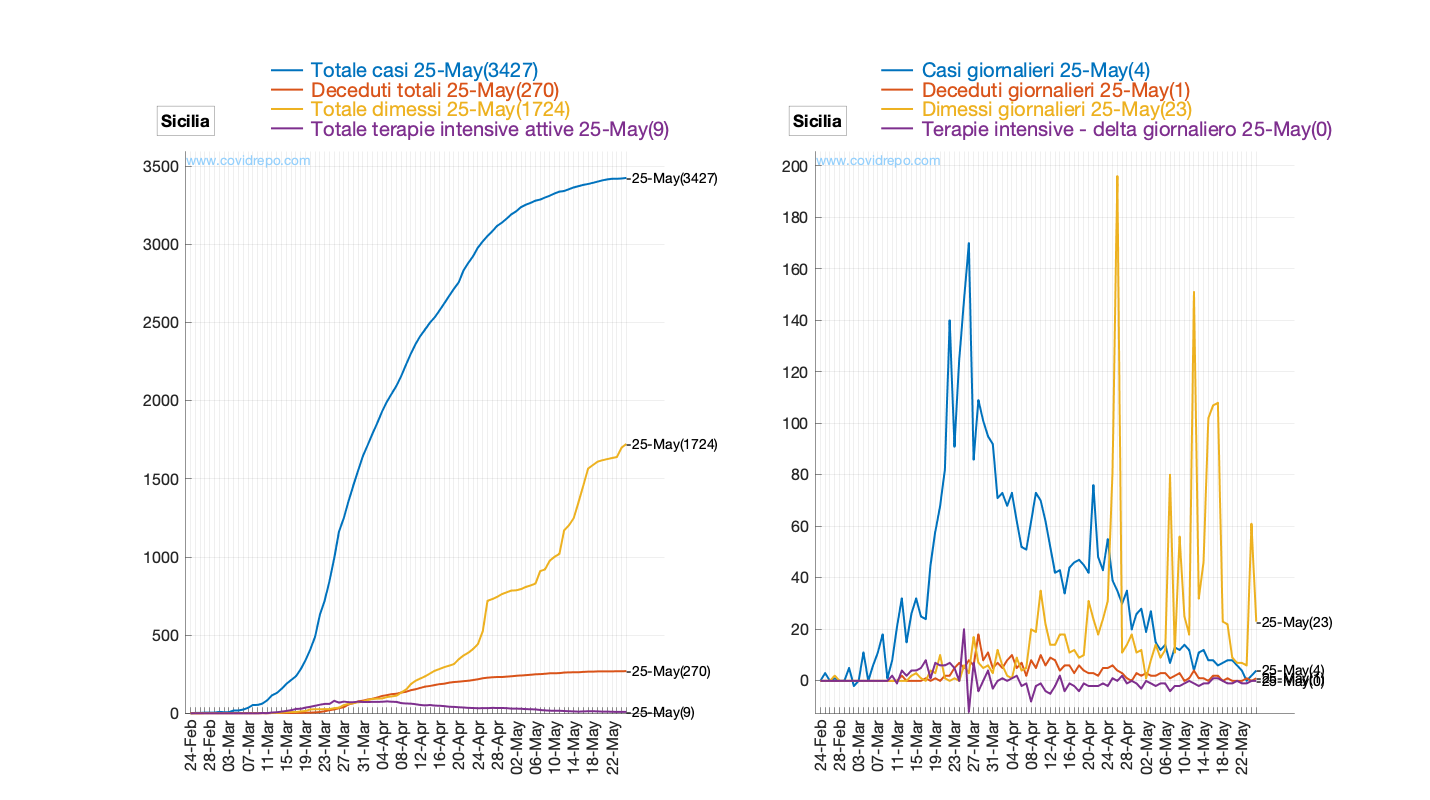 Totale casi 25-May(3427)
Deceduti totali 25-May(270)
Totale dimessi 25-May(1724)
Totale terapie intensive attive 25-May(9)
Sicilia
www.covidrepo.com
3500
3000
2500
2000
1500
1000
500
0
25-May(3427)
25-May(1724)
25-May(270)
25-May(9)
24-Feb
28-Feb
03-Mar
07-Mar
11-Mar
15-Mar
19-Mar
23-Mar
27-Mar
31-Mar
04-Apr
08-Apr
12-Apr
16-Apr
20-Apr
24-Apr
28-Apr
02-May
06-May
10-May
14-May
18-May
22-May
Casi giornalieri 25-May(4)
Deceduti giornalieri 25-May(1)
Dimessi giornalieri 25-May(23)
Terapie intensive - delta giornaliero 25-May(0)
Sicilia
www.covidrepo.com
200
180
160
140
120
100
80
60
40
20
0
25-May(23)
25-May(4)
24-Feb
28-Feb
03-Mar
07-Mar
11-Mar
15-Mar
19-Mar
23-Mar
27-Mar
31-Mar
04-Apr
08-Apr
12-Apr
16-Apr
20-Apr
24-Apr
28-Apr
02-May
06-May
10-May
14-May
18-May
22-May